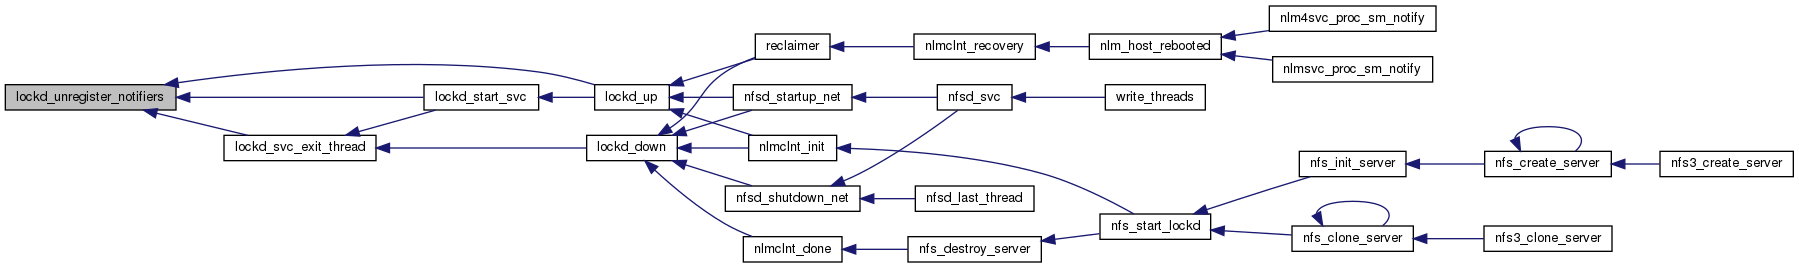 nlm4svc_proc_sm_notify
reclaimer
nlmclnt_recovery
nlm_host_rebooted
nlmsvc_proc_sm_notify
lockd_unregister_notifiers
lockd_start_svc
lockd_up
nfsd_startup_net
nfsd_svc
write_threads
lockd_svc_exit_thread
lockd_down
nlmclnt_init
nfs_init_server
nfs_create_server
nfs3_create_server
nfsd_shutdown_net
nfsd_last_thread
nfs_start_lockd
nfs_clone_server
nfs3_clone_server
nlmclnt_done
nfs_destroy_server